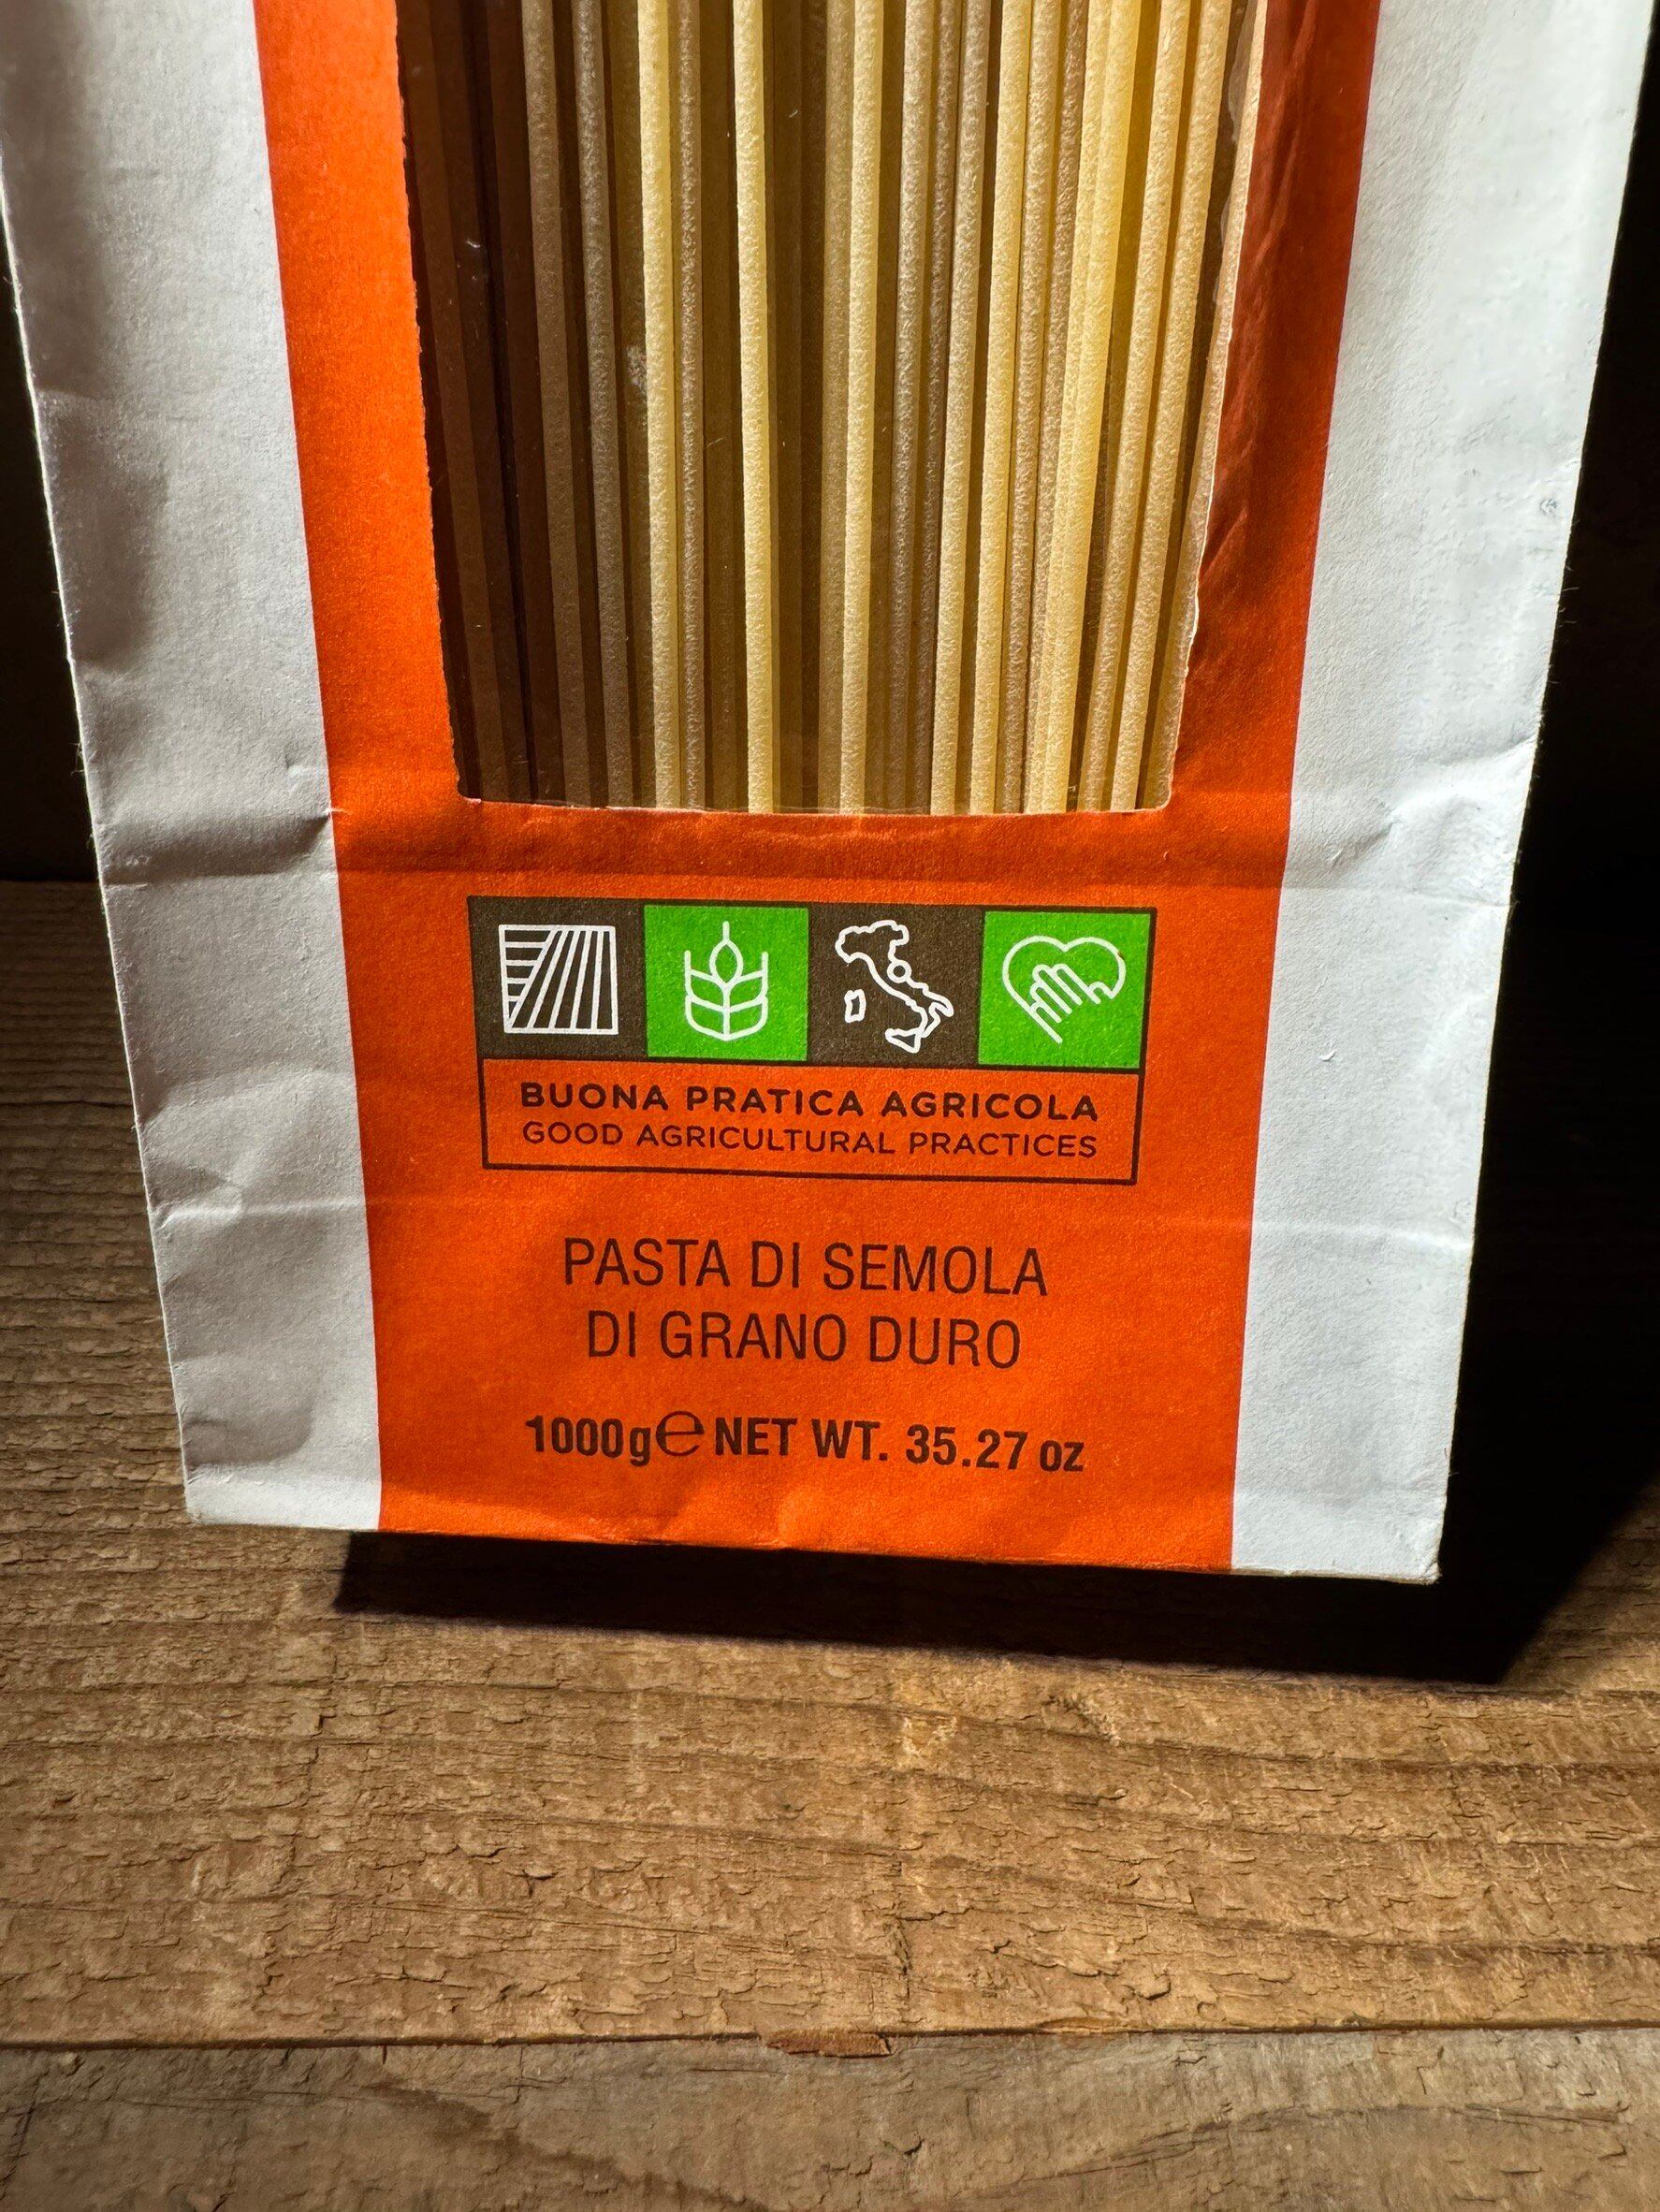 BUONA PRATICA AGRICOLA
GOOD AGRICULTURAL PRACTICES
PASTA DI SEMOLA
DI GRANO DURO
1000g℮ NET WT. 35.27 oz